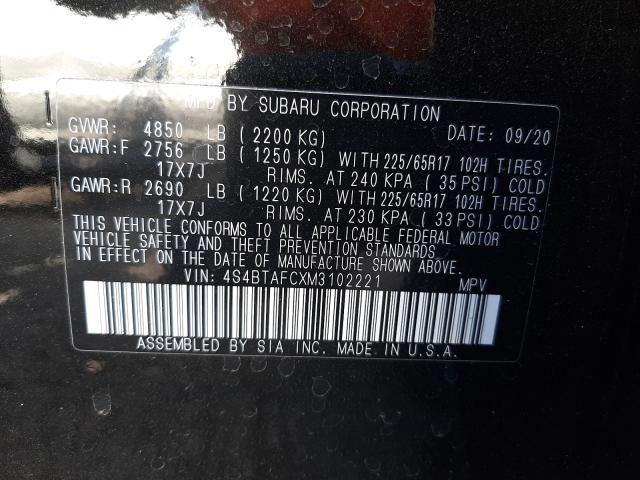 MFD BY SUBARU CORPORATION
GVWR: 4850 LB ( 2200 KG) DATE: 09/20
GAWR:F 2756 LB ( 1250 KG) WITH 225/65R17 102H TIRES.
17X7J RIMS. AT 240 KPA ( 35 PSI) COLD
GAWR:R 2690 LB ( 1220 KG) WITH 225/65R17 102H TIRES.
17X7J RIMS. AT 230 KPA ( 33 PSI) COLD
THIS VEHICLE CONFORMS TO ALL APPLICABLE FEDERAL MOTOR
VEHICLE SAFETY AND THEFT PREVENTION STANDARDS
IN EFFECT ON THE DATE OF MANUFACTURE SHOWN ABOVE.
VIN: 4S4BTAFCXM3102221 MPV
ASSEMBLED BY SIA INC. MADE IN U.S.A.